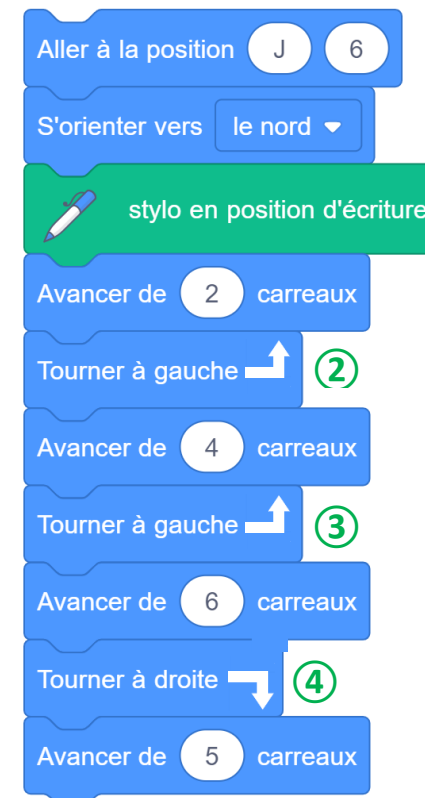 Aller à la position J 6
S'orienter vers le nord
stylo en position d'écriture
Avancer de 2 carreaux
Tourner à gauche ②
Avancer de 4 carreaux
Tourner à gauche ③
Avancer de 6 carreaux
Tourner à droite ④
Avancer de 5 carreaux